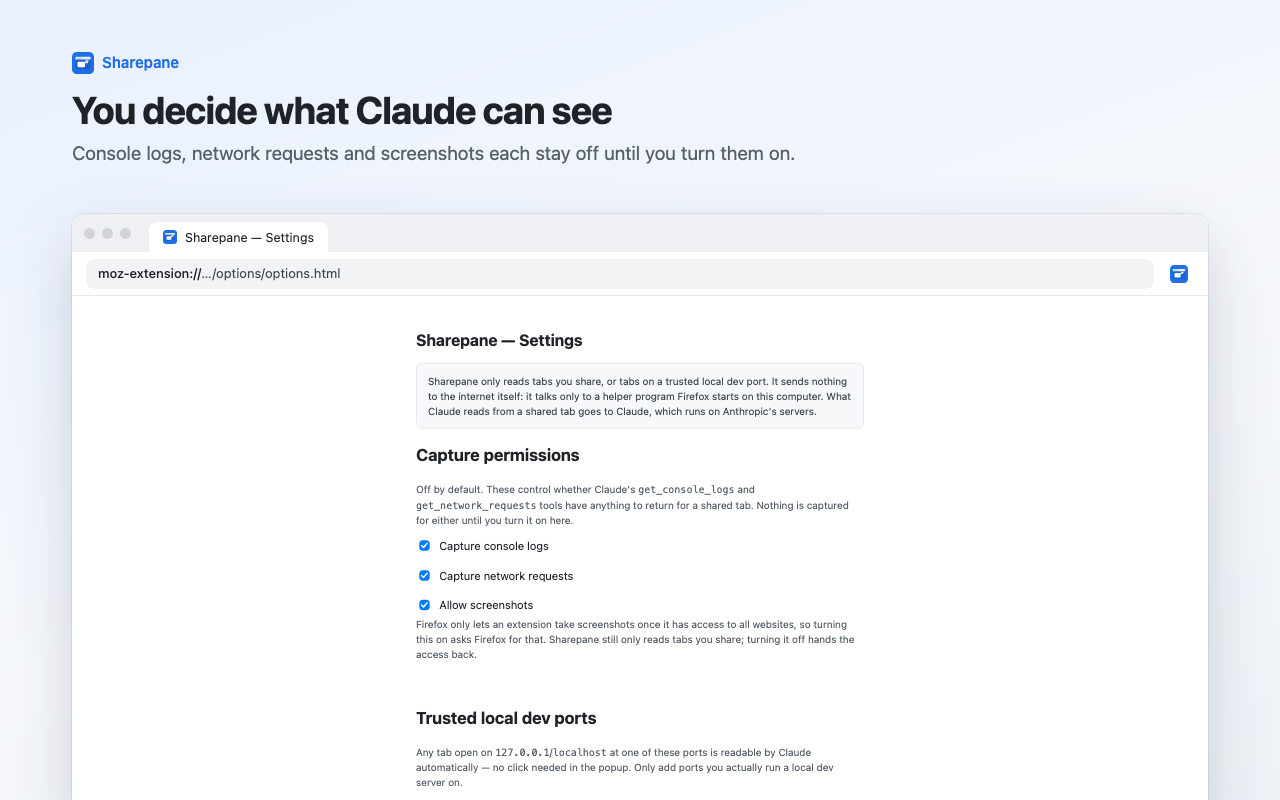 Sharepane
You decide what Claude can see
Console logs, network requests and screenshots each stay off until you turn them on.
Sharepane — Settings
moz-extension://…/options/options.html
Sharepane — Settings
Sharepane only reads tabs you share, or tabs on a trusted local dev port. It sends nothing
to the internet itself: it talks only to a helper program Firefox starts on this computer. What
Claude reads from a shared tab goes to Claude, which runs on Anthropic's servers.
Capture permissions
Off by default. These control whether Claude's get_console_logs and
get_network_requests tools have anything to return for a shared tab. Nothing is captured
for either until you turn it on here.
Capture console logs
Capture network requests
Allow screenshots
Firefox only lets an extension take screenshots once it has access to all websites, so turning
this on asks Firefox for that. Sharepane still only reads tabs you share; turning it off hands the
access back.
Trusted local dev ports
Any tab open on 127.0.0.1/localhost at one of these ports is readable by Claude
automatically — no click needed in the popup. Only add ports you actually run a local dev
server on.